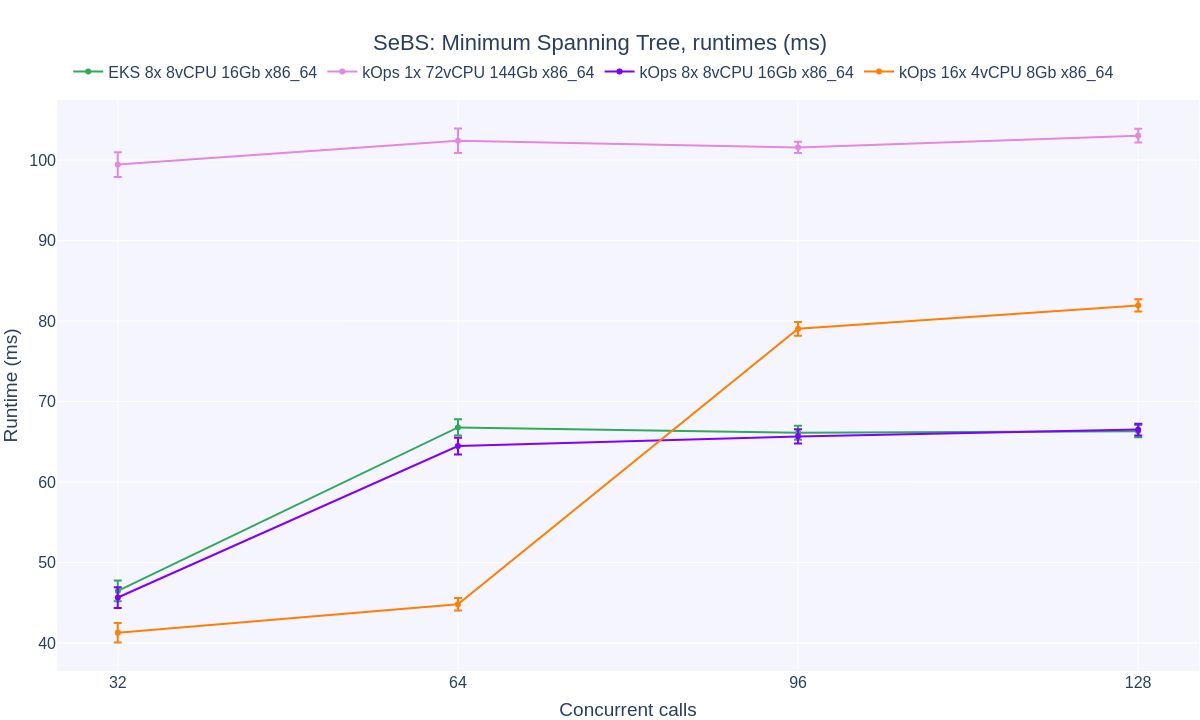 SeBS: Minimum Spanning Tree, runtimes (ms)
EKS 8x 8vCPU 16Gb x86_64 kOps 1x 72vCPU 144Gb x86_64 kOps 8x 8vCPU 16Gb x86_64 kOps 16x 4vCPU 8Gb x86_64
100
90
80
70
60
50
40
Runtime (ms)
32 64 96 128
Concurrent calls